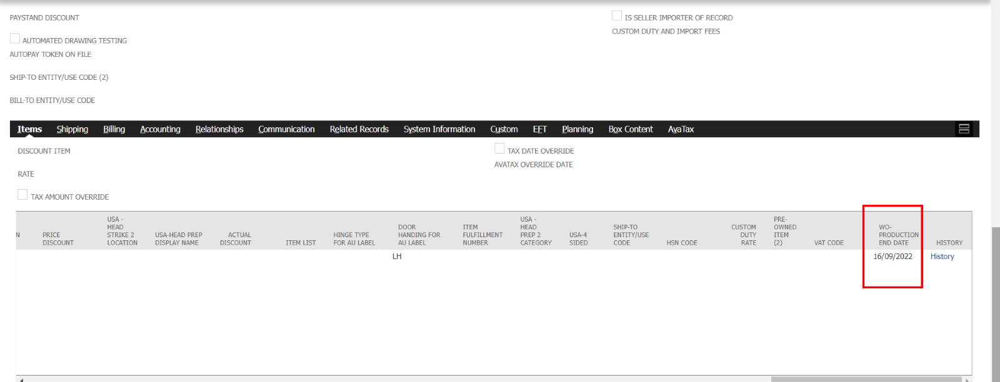 PAYSTAND DISCOUNT
IS SELLER IMPORTER OF RECORD
CUSTOM DUTY AND IMPORT FEES
AUTOMATED DRAWING TESTING
AUTOPAY TOKEN ON FILE
SHIP-TO ENTITY/USE CODE (2)
BILL-TO ENTITY/USE CODE
Items Shipping Billing Accounting Relationships Communication Related Records System Information Custom EFT Planning Box Content AvaTax
DISCOUNT ITEM
TAX DATE OVERRIDE
AVATAX OVERRIDE DATE
RATE
TAX AMOUNT OVERRIDE
N
PRICE
DISCOUNT
USA -
HEAD
STRIKE 2
LOCATION
USA-HEAD PREP
DISPLAY NAME
ACTUAL
DISCOUNT
ITEM LIST
HINGE TYPE
FOR AU LABEL
DOOR
HANDING FOR
AU LABEL
ITEM
FULFILLMENT
NUMBER
USA -
HEAD
PREP 2
CATEGORY
USA-4
SIDED
SHIP-TO
ENTITY/USE
CODE
HSN CODE
CUSTOM
DUTY
RATE
PRE-
OWNED
ITEM
(2)
VAT CODE
WO-
PRODUCTION
END DATE
HISTORY
LH 16/09/2022 History